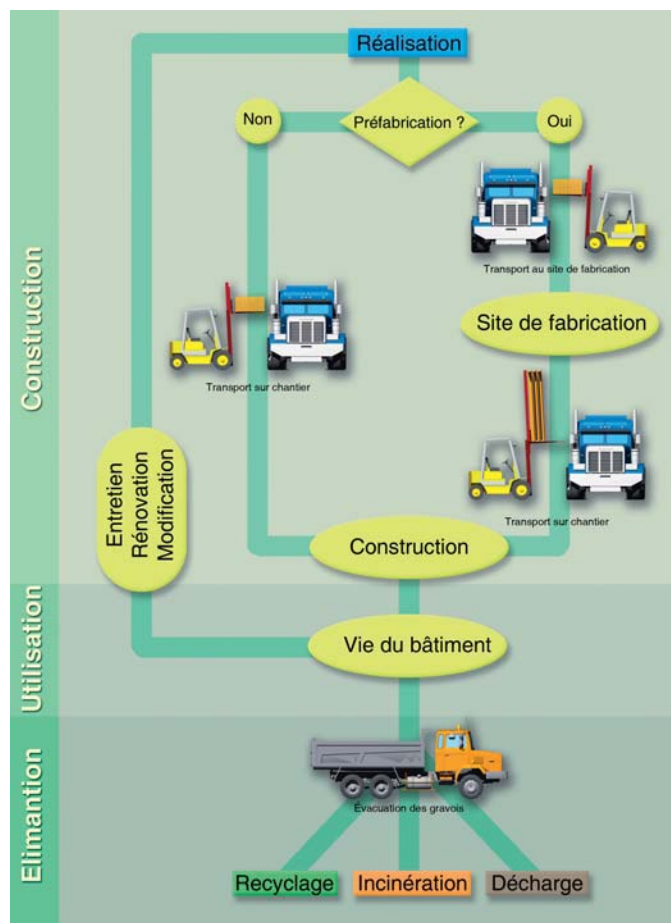 Réalisation
Non
Préfabrication ?
Oui
Transport au site de fabrication
Site de fabrication
Transport sur chantier
Transport sur chantier
Construction
Vie du bâtiment
Entretien
Rénovation
Modification
Évacuation des gravois
Recyclage
Incinération
Décharge
Construction
Utilisation
Elimantion